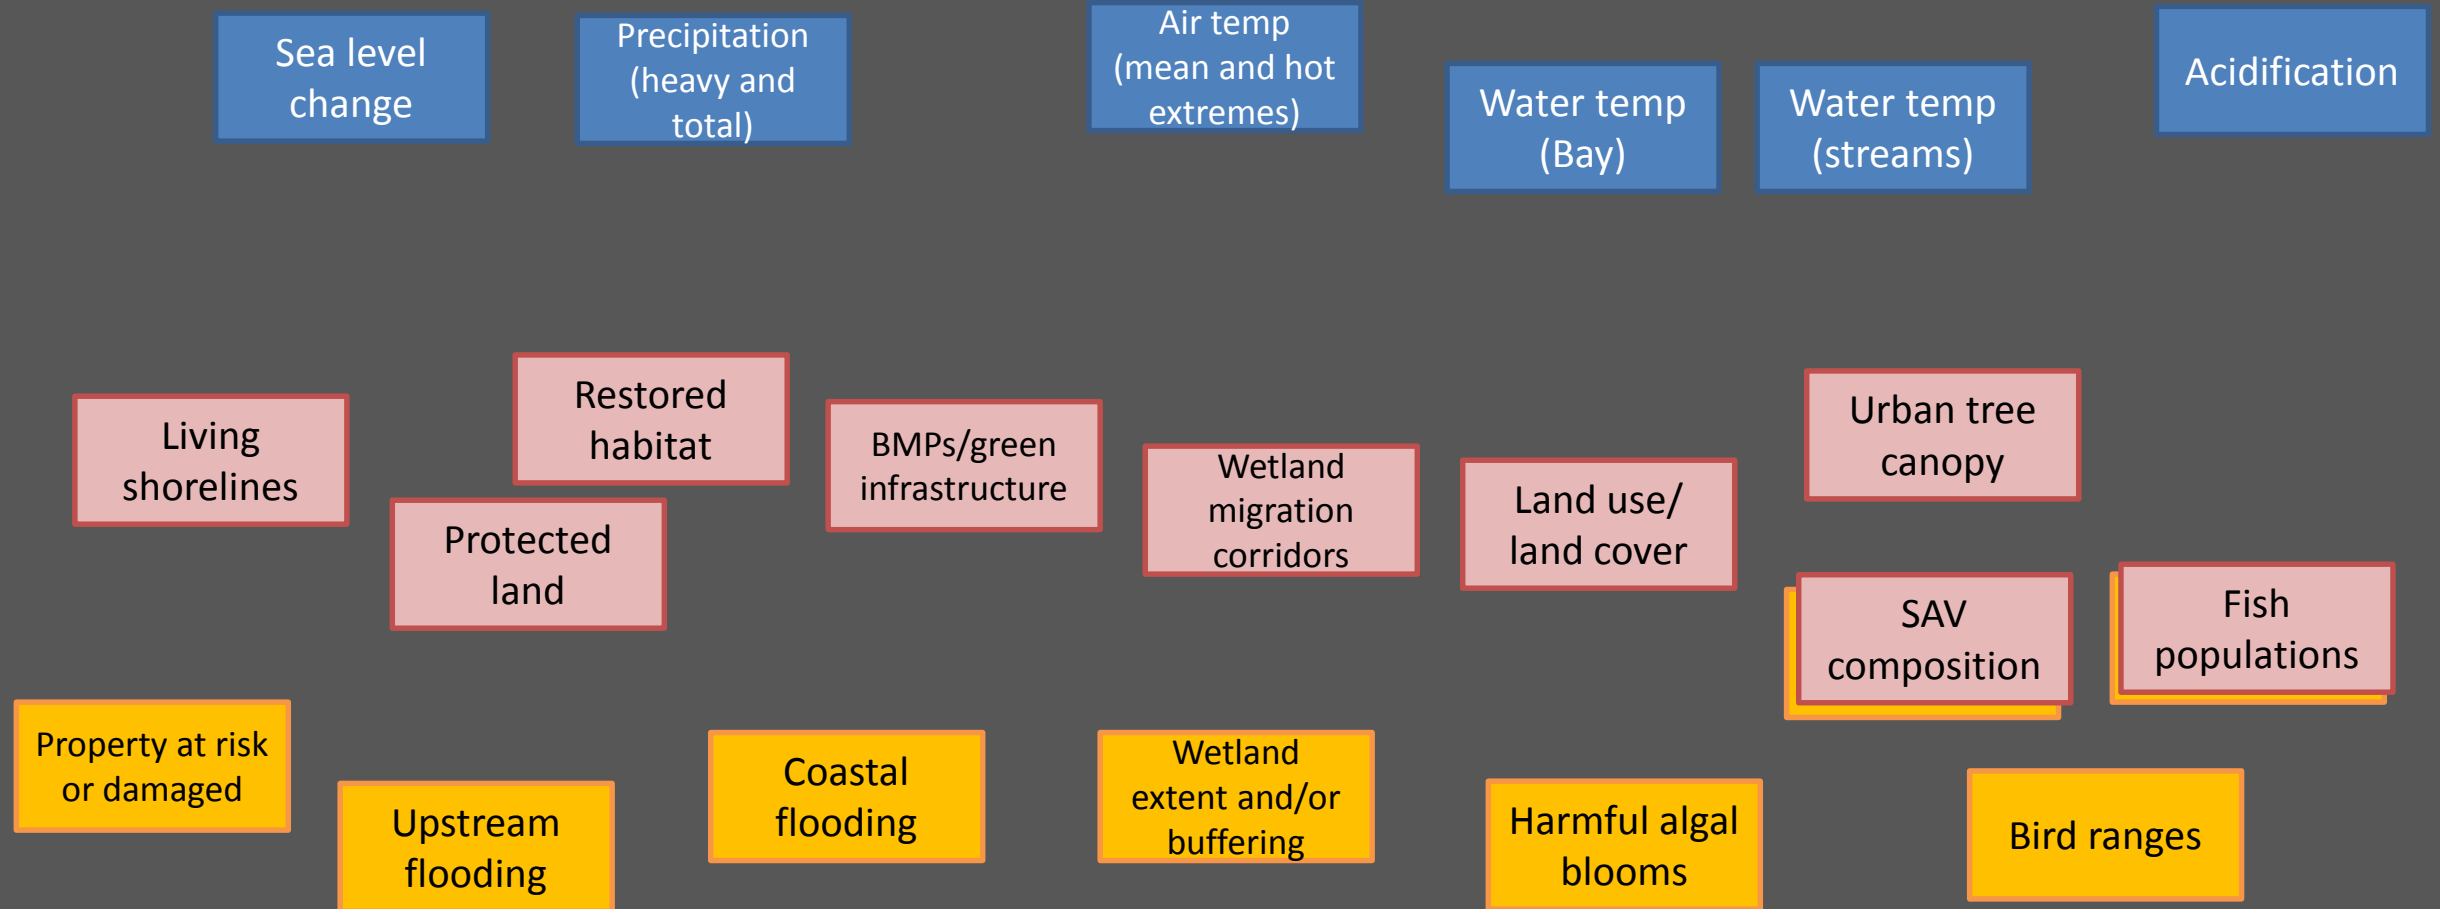 Sea level
change
Precipitation
(heavy and
total)
Air temp
(mean and hot
extremes)
Water temp
(Bay)
Water temp
(streams)
Acidification
Living
shorelines
Restored
habitat
Protected
land
BMPs/green
infrastructure
Wetland
migration
corridors
Land use/
land cover
Urban tree
canopy
SAV
composition
Fish
populations
Property at risk
or damaged
Upstream
flooding
Coastal
flooding
Wetland
extent and/or
buffering
Harmful algal
blooms
Bird ranges